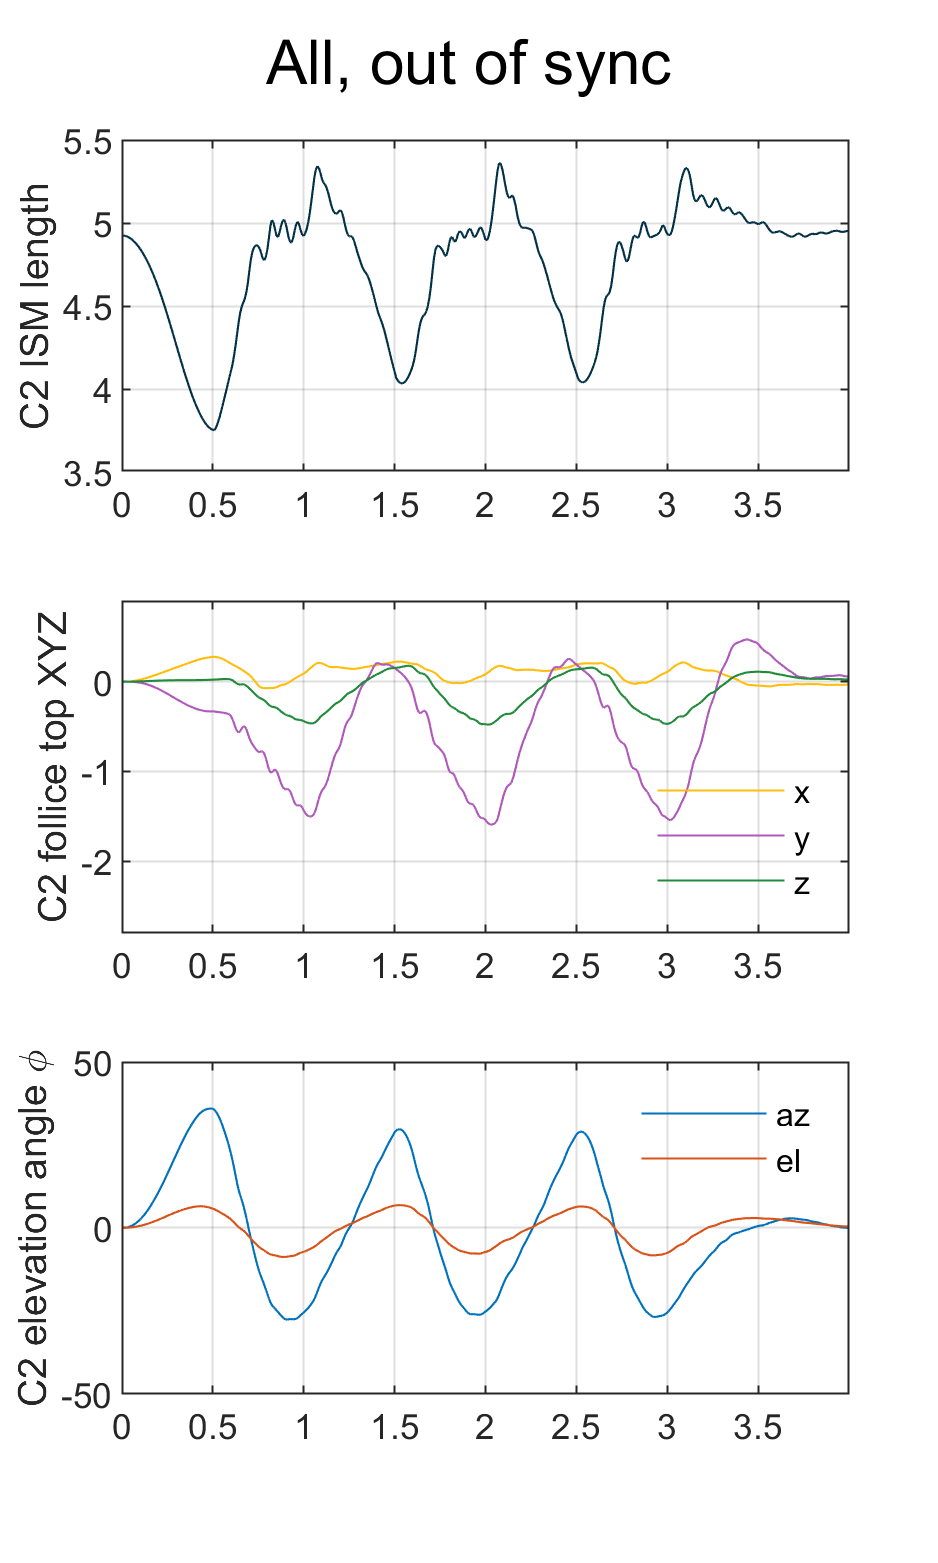 All, out of sync
C2 ISM length
5.5
5
4.5
4
3.5
0 0.5 1 1.5 2 2.5 3 3.5
C2 follice top XYZ
0
-1
-2
x
y
z
0 0.5 1 1.5 2 2.5 3 3.5
C2 elevation angle ϕ
50
0
-50
az
el
0 0.5 1 1.5 2 2.5 3 3.5